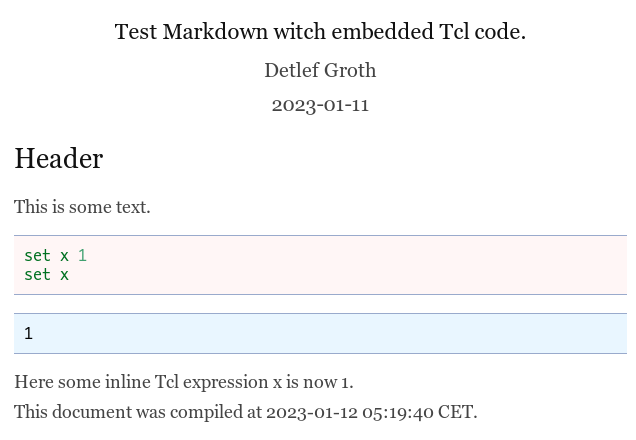 Test Markdown witch embedded Tcl code.
Detlef Groth
2023-01-11
Header
This is some text.
set x 1
set x
1
Here some inline Tcl expression x is now 1.
This document was compiled at 2023-01-12 05:19:40 CET.